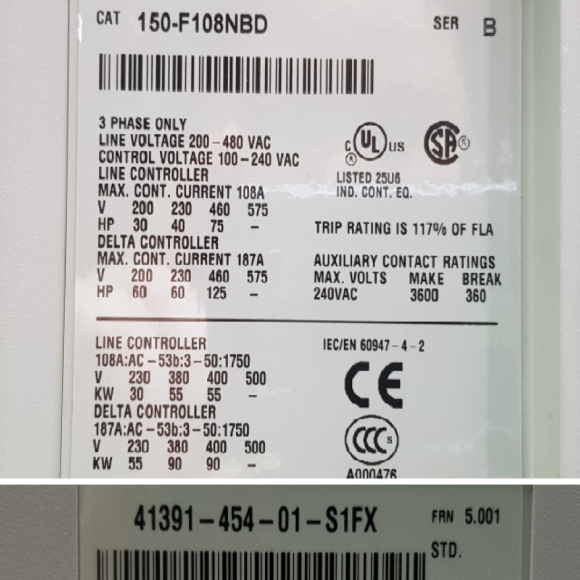 CAT 150-F108NBD SER B
3 PHASE ONLY
LINE VOLTAGE 200-480 VAC
CONTROL VOLTAGE 100-240 VAC
LINE CONTROLLER
MAX. CONT. CURRENT 108A
V 200 230 460 575
HP 30 40 75 -
DELTA CONTROLLER
MAX. CONT. CURRENT 187A
V 200 230 460 575
HP 60 60 125 -
C UL US ®
SA ®
LISTED 25U6
IND. CONT. EQ.
TRIP RATING IS 117% OF FLA
AUXILIARY CONTACT RATINGS
MAX. VOLTS MAKE BREAK
240VAC 3600 360
LINE CONTROLLER
108A:AC-53b:3-50:1750
V 230 380 400 500
KW 30 55 55 -
DELTA CONTROLLER
187A:AC-53b:3-50:1750
V 230 380 400 500
KW 55 90 90 -
IEC/EN 60947-4-2
CE
CCC S
A000476
41391-454-01-S1FX FRN 5.001
STD.